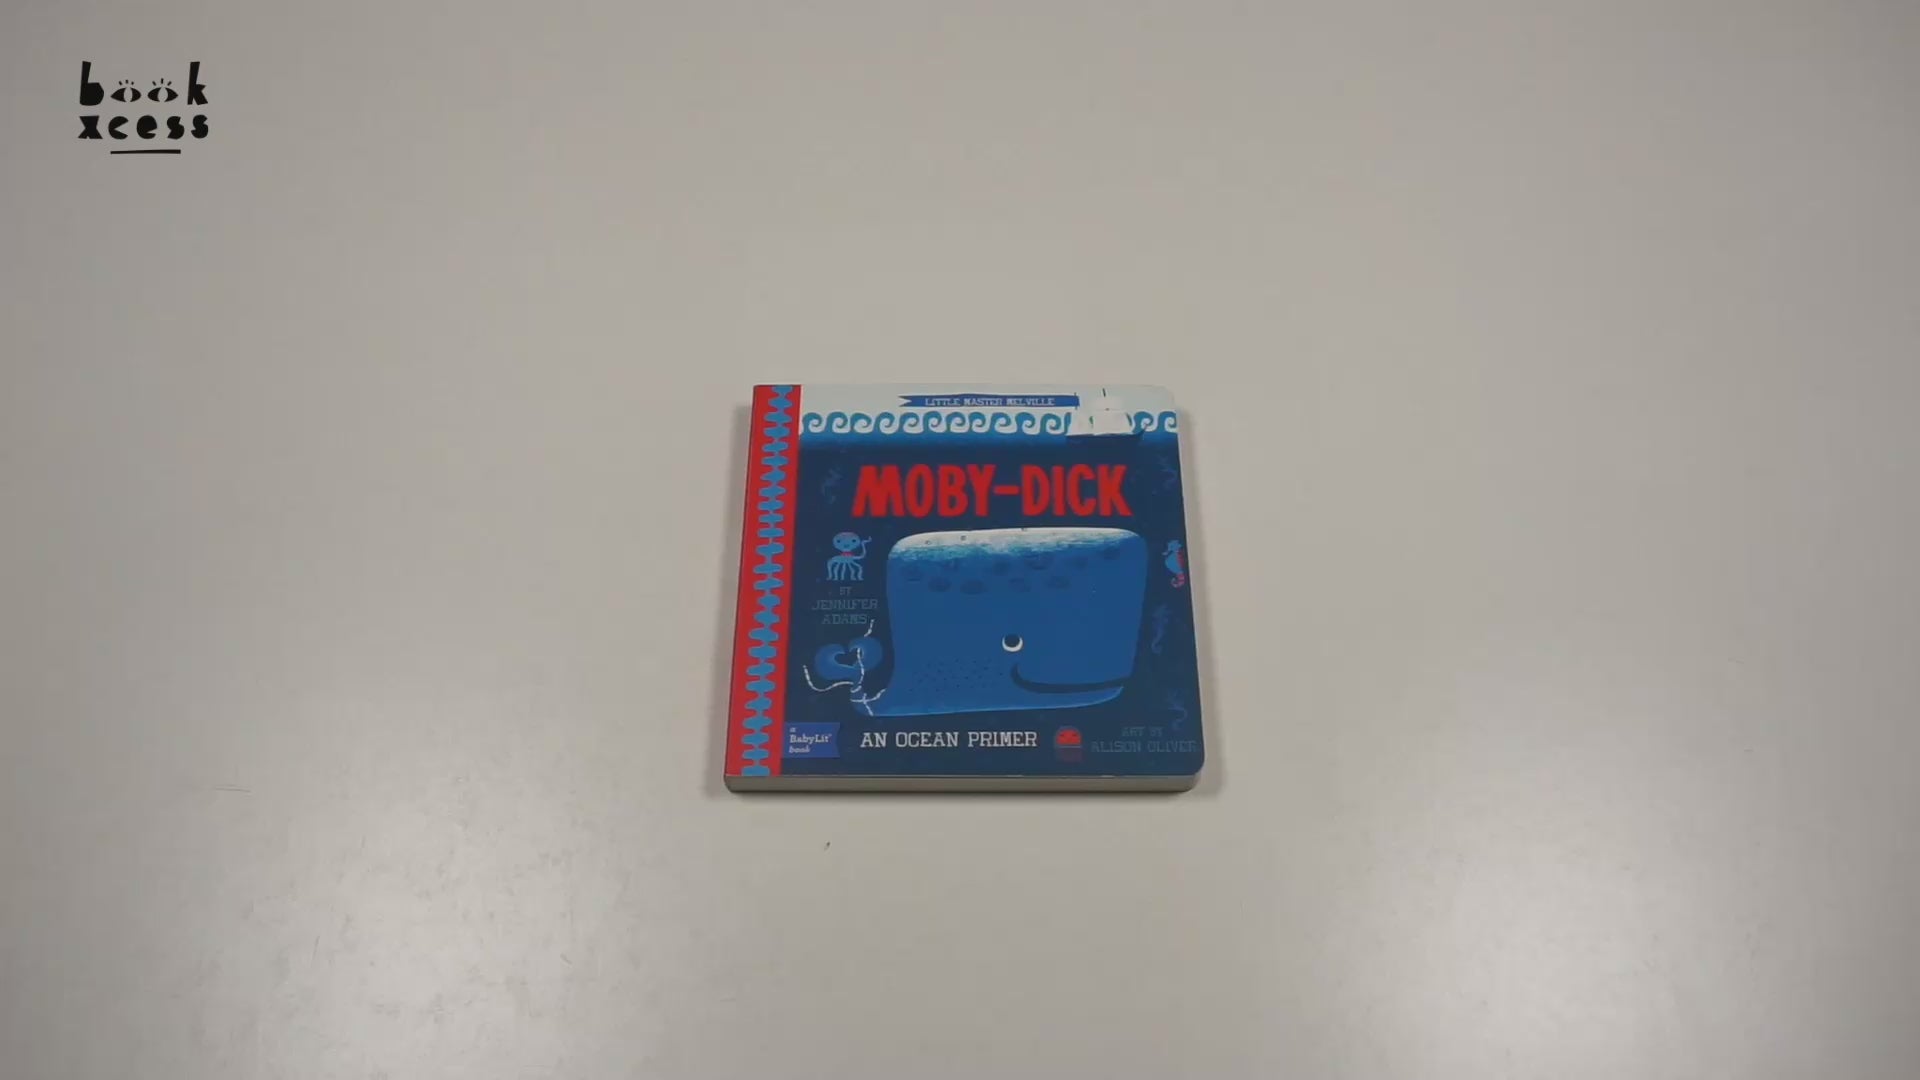 book
xcess
LITTLE MASTER MELVILLE
MOBY-DICK
BY
JENNIFER
ADAMS
a
BabyLit®
book
AN OCEAN PRIMER
ART BY
ALISON OLIVER